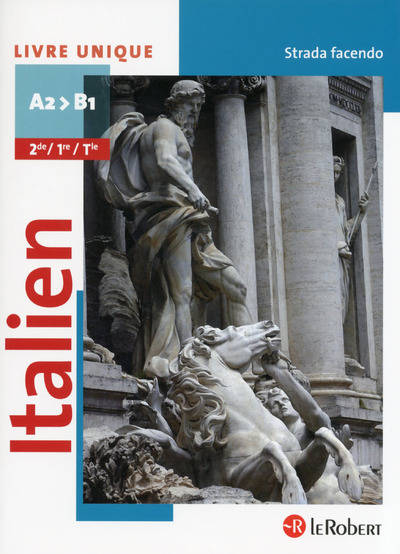 LIVRE UNIQUE
Strada facendo
A2 > B1
2de / 1re / Tle
Italien
~R leROBERT